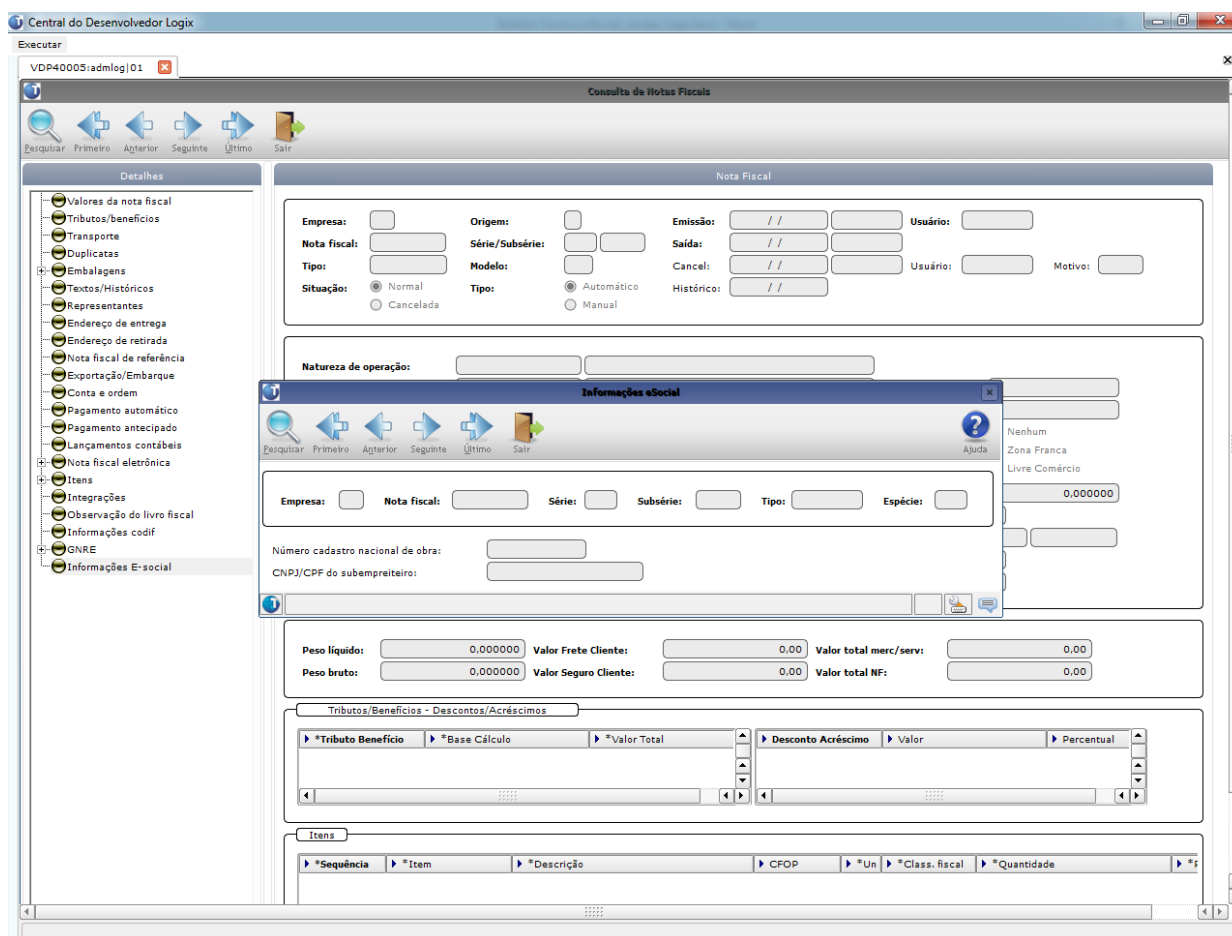 Central do Desenvolvedor Logix
Executar
VDP40005:admlog|01
Consulta de Notas Fiscais
Pesquisar Primeiro Anterior Seguinte Último Sair
Detalhes
Valores da nota fiscal
Tributos/benefícios
Transporte
Duplicatas
Embalagens
Textos/Históricos
Representantes
Endereço de entrega
Endereço de retirada
Nota fiscal de referência
Exportação/Embarque
Conta e ordem
Pagamento automático
Pagamento antecipado
Lançamentos contábeis
Nota fiscal eletrônica
Itens
Integrações
Observação do livro fiscal
Informações codif
GNRE
Informações E-social
Nota Fiscal
Empresa: Origem: Emissão: / / Usuário:
Nota fiscal: Série/Subsérie: Saída: / /
Tipo: Modelo: Cancel: / / Usuário: Motivo:
Situação: Normal Tipo: Automático Histórico: / /
Cancelada Manual
Natureza de operação:
Informações eSocial
Pesquisar Primeiro Anterior Seguinte Último Sair Ajuda
Empresa: Nota fiscal: Série: Subsérie: Tipo: Espécie:
Número cadastro nacional de obra:
CNPJ/CPF do subempreiteiro:
Nenhum
Zona Franca
Livre Comércio
0,000000
Peso líquido: 0,000000 Valor Frete Cliente: 0,00 Valor total merc/serv: 0,00
Peso bruto: 0,000000 Valor Seguro Cliente: 0,00 Valor total NF: 0,00
Tributos/Benefícios - Descontos/Acréscimos
*Tributo Benefício *Base Cálculo *Valor Total Desconto Acréscimo Valor Percentual
Itens
*Sequência *Item *Descrição CFOP *Un *Class. fiscal *Quantidade